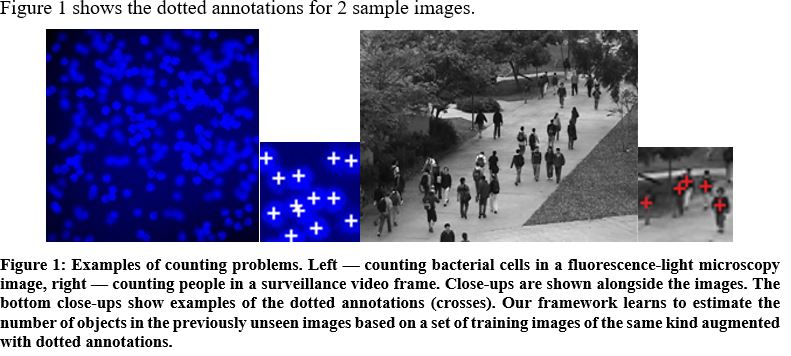 Figure 1 shows the dotted annotations for 2 sample images.
Figure 1: Examples of counting problems. Left — counting bacterial cells in a fluorescence-light microscopy
image, right — counting people in a surveillance video frame. Close-ups are shown alongside the images. The
bottom close-ups show examples of the dotted annotations (crosses). Our framework learns to estimate the
number of objects in the previously unseen images based on a set of training images of the same kind augmented
with dotted annotations.